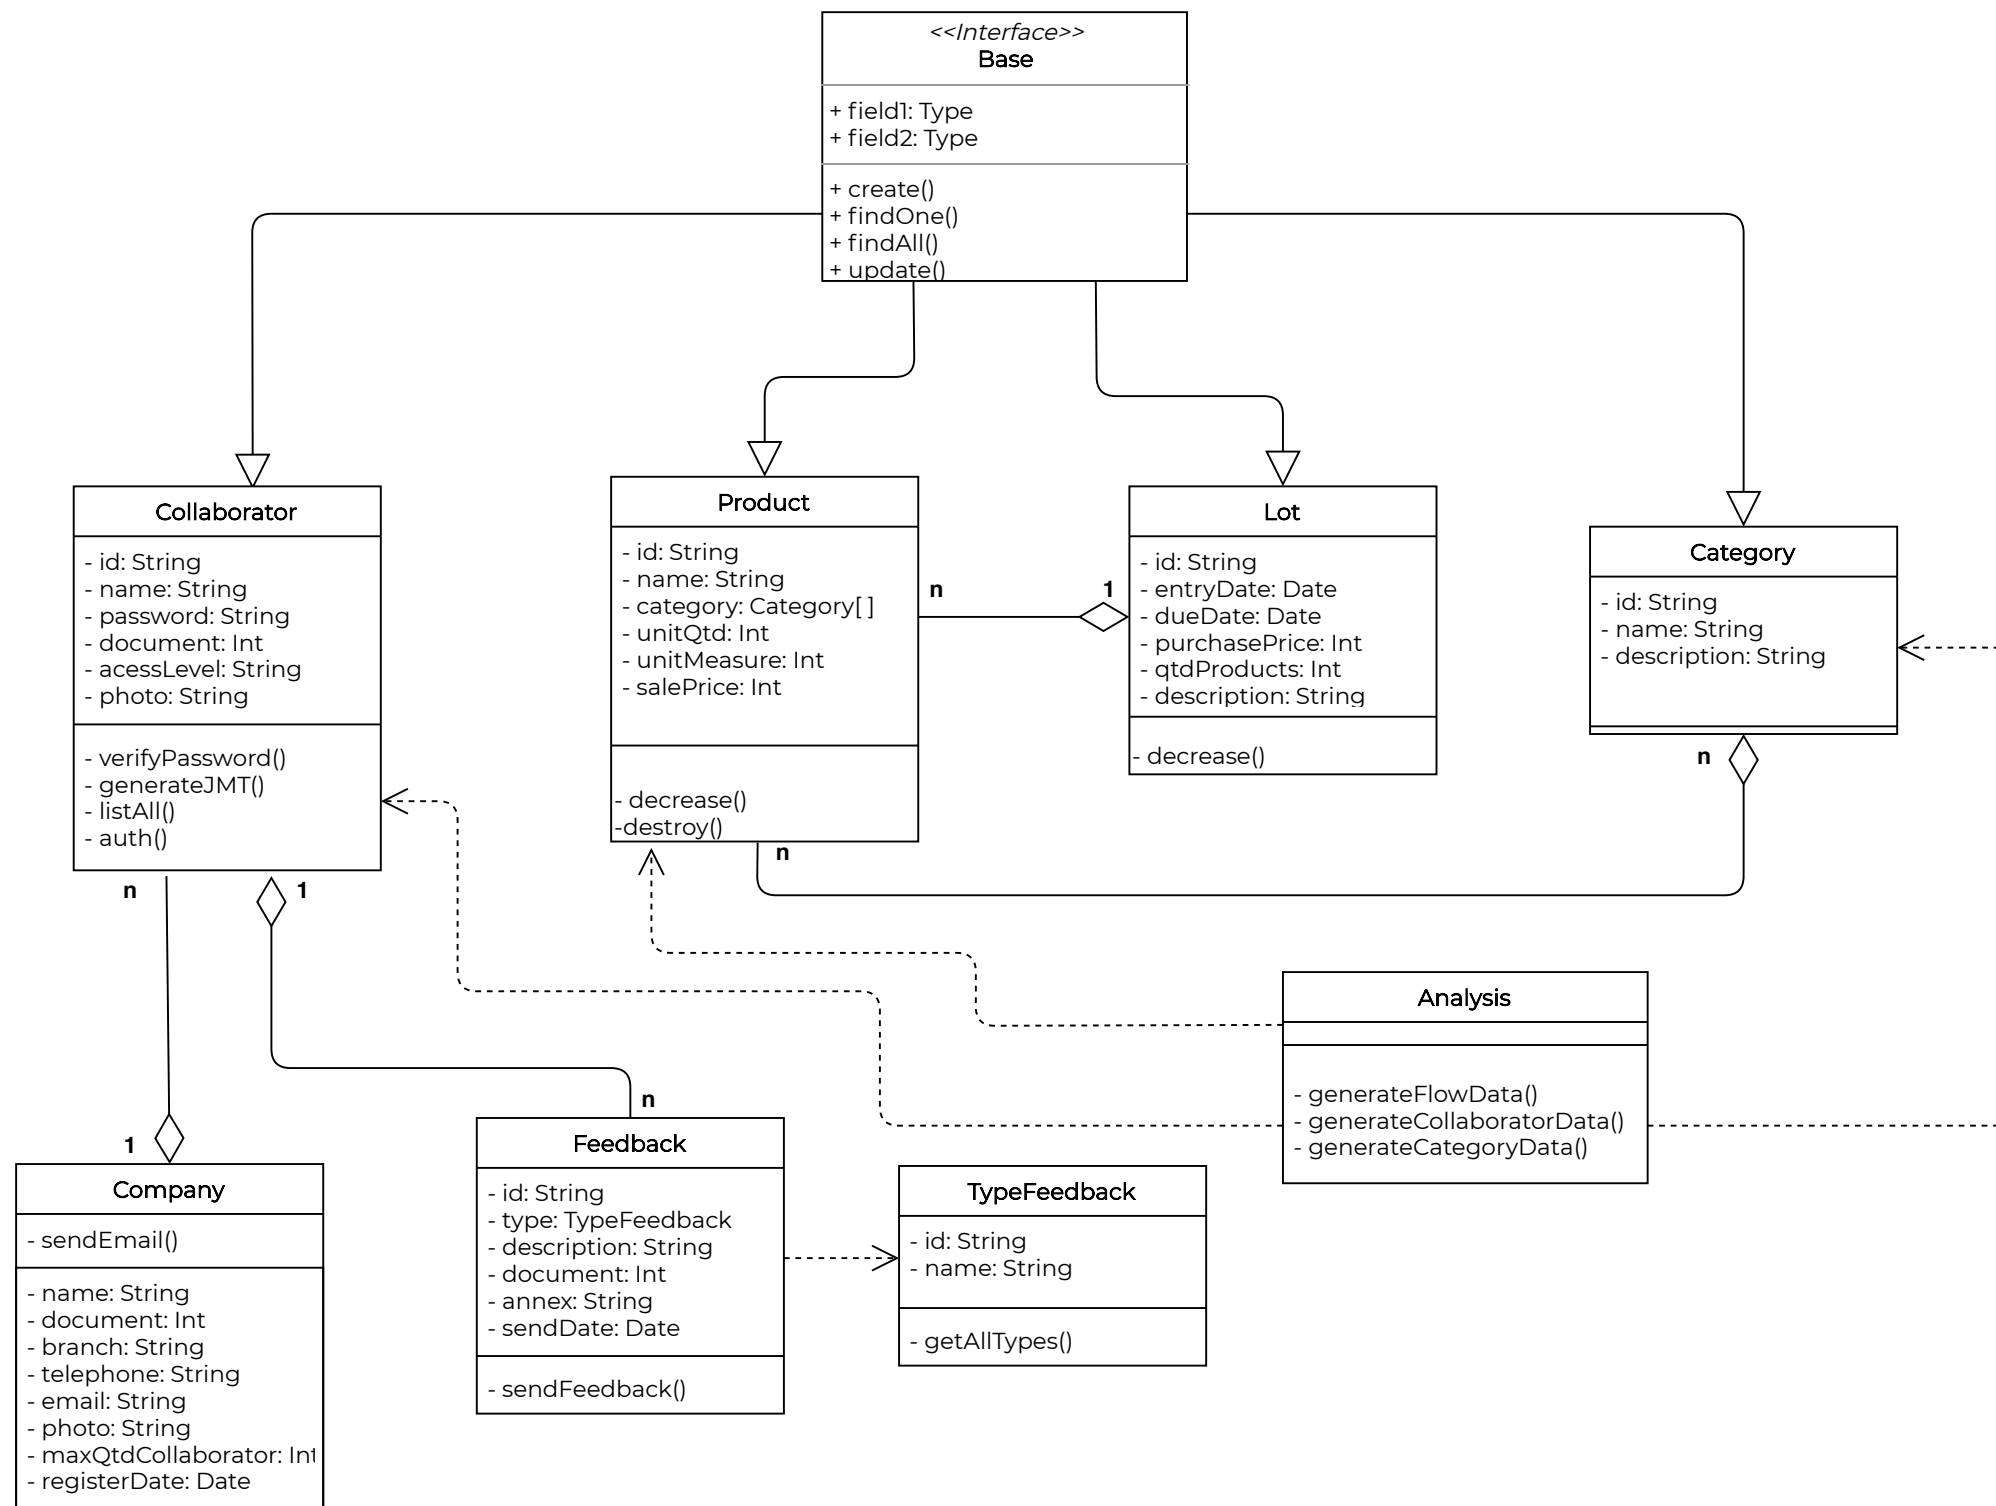 <<Interface>>
Base
+ field1: Type
+ field2: Type
+ create()
+ findOne()
+ findAll()
+ update()
Collaborator
- id: String
- name: String
- password: String
- document: Int
- acessLevel: String
- photo: String
- verifyPassword()
- generateJMT()
- listAll()
- auth()
n
1
Product
- id: String
- name: String
- category: Category[ ]
- unitQtd: Int
- unitMeasure: Int
- salePrice: Int
- decrease()
-destroy()
n
n
1
Lot
- id: String
- entryDate: Date
- dueDate: Date
- purchasePrice: Int
- qtdProducts: Int
- description: String
- decrease()
Category
- id: String
- name: String
- description: String
n
Analysis
- generateFlowData()
- generateCollaboratorData()
- generateCategoryData()
1
Company
- sendEmail()
- name: String
- document: Int
- branch: String
- telephone: String
- email: String
- photo: String
- maxQtdCollaborator: Int
- registerDate: Date
n
Feedback
- id: String
- type: TypeFeedback
- description: String
- document: Int
- annex: String
- sendDate: Date
- sendFeedback()
TypeFeedback
- id: String
- name: String
- getAllTypes()